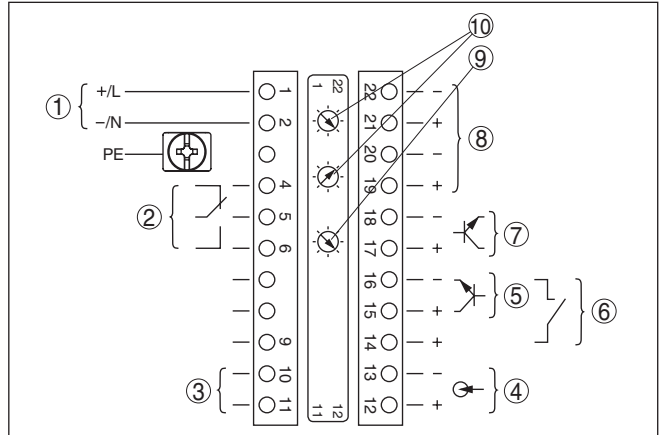 ⑩
⑨
① +/L 1 1 22 22 −
−/N 2 21 + ⑧
PE 20 −
4 19 +
② 5 18 − ⑦
6 17 +
16 − ⑤ ⑥
15 +
9 14 +
③ 10 13 − ④
11 11 12 12 +